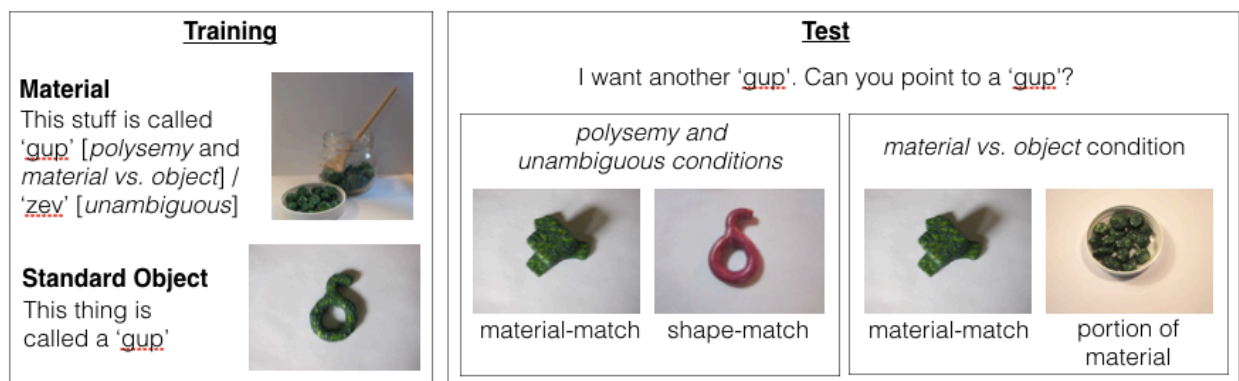 Training
Material
This stuff is called
‘gup’ [polysemy and
material vs. object] /
‘zev’ [unambiguous]
Standard Object
This thing is
called a ‘gup’
Test
I want another ‘gup'. Can you point to a ‘gup'?
polysemy and
unambiguous conditions
material-match
shape-match
material vs. object condition
material-match
portion of
material